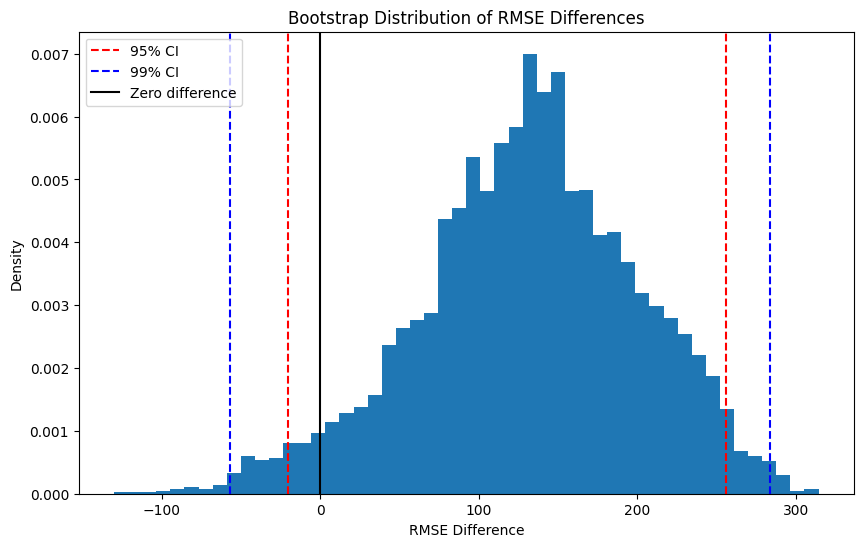 Bootstrap Distribution of RMSE Differences
95% CI
99% CI
Zero difference
Density
0.007
0.006
0.005
0.004
0.003
0.002
0.001
0.000
−100
0
100
200
300
RMSE Difference